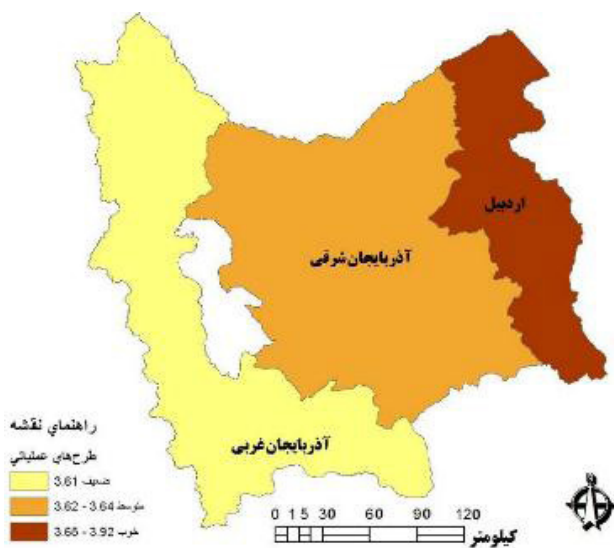 اردبیل
آذربایجان‌شرقی
آذربایجان‌غربی
راهنمای نقشه
طرح‌های عملیاتی
ضعیف 3.61
متوسط 3.62 - 3.64
خوب 3.65 - 3.92
0 15 30 60 90 120
کیلومتر